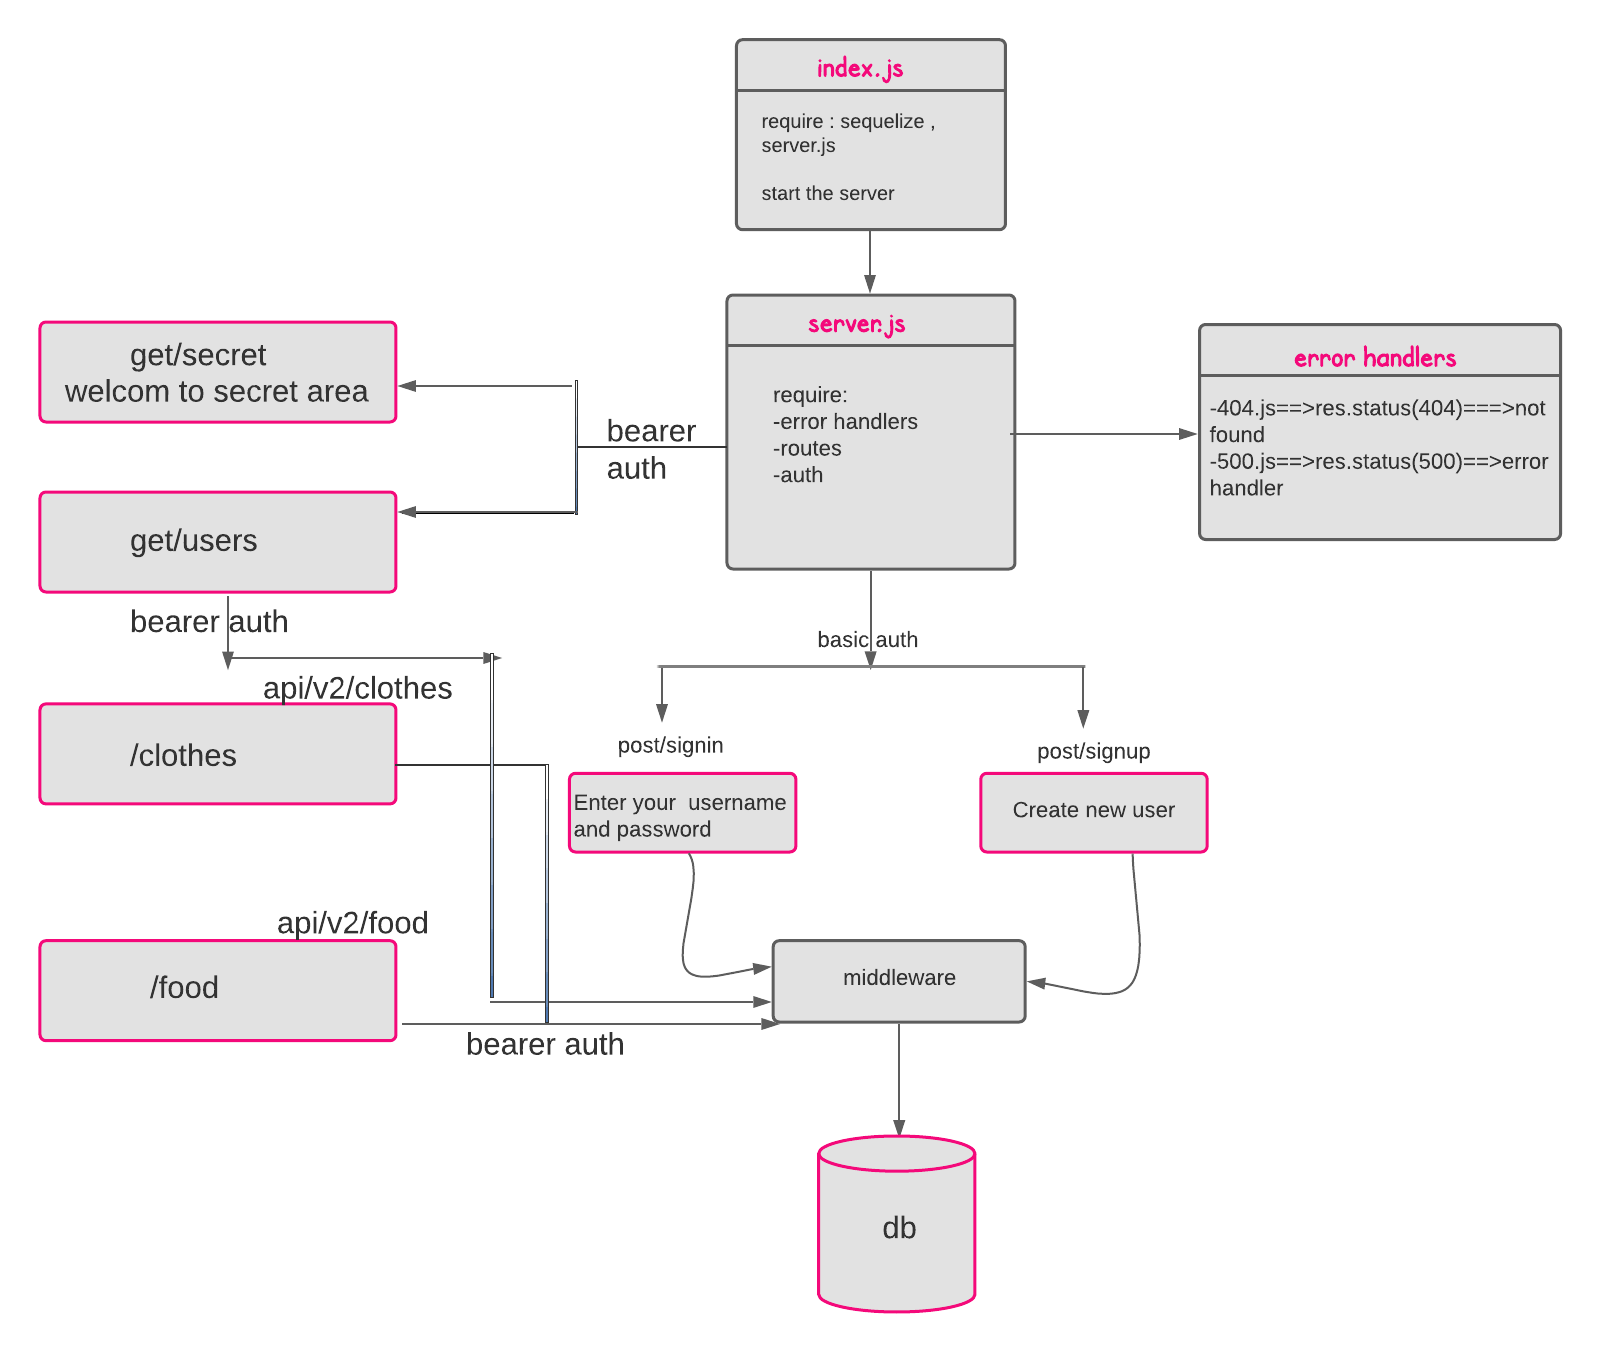 index.js
require : sequelize ,
server.js
start the server
server.js
require:
-error handlers
-routes
-auth
error handlers
-404.js==>res.status(404)===>not
found
-500.js==>res.status(500)==>error
handler
get/secret
welcom to secret area
bearer
auth
get/users
bearer auth
basic auth
api/v2/clothes
/clothes
post/signin
Enter your  username
and password
post/signup
Create new user
api/v2/food
/food
bearer auth
middleware
db